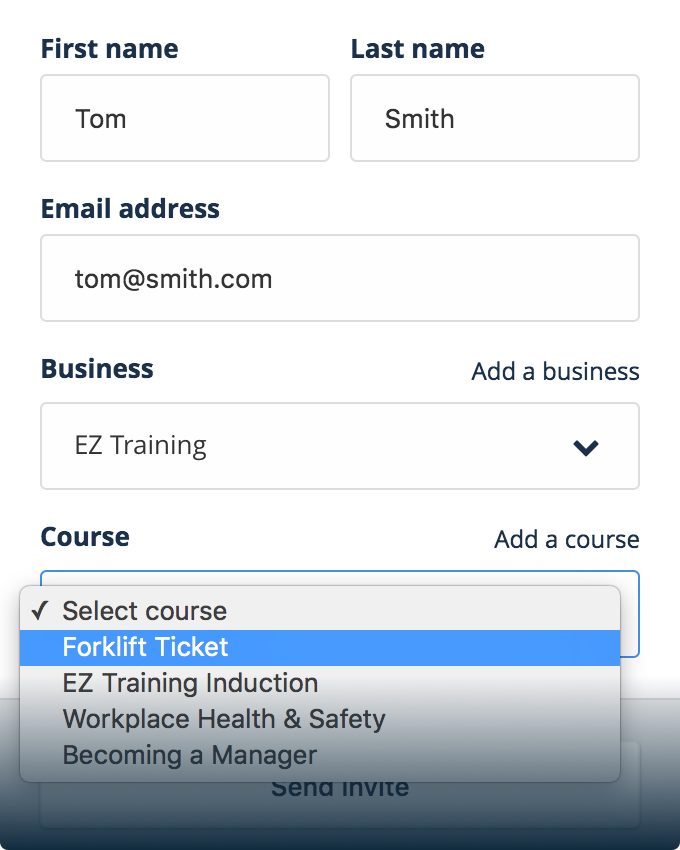 First name Last name
Tom Smith
Email address
tom@smith.com
Business Add a business
EZ Training
Course Add a course
✓ Select course
Forklift Ticket
EZ Training Induction
Workplace Health & Safety
Becoming a Manager
Send invite